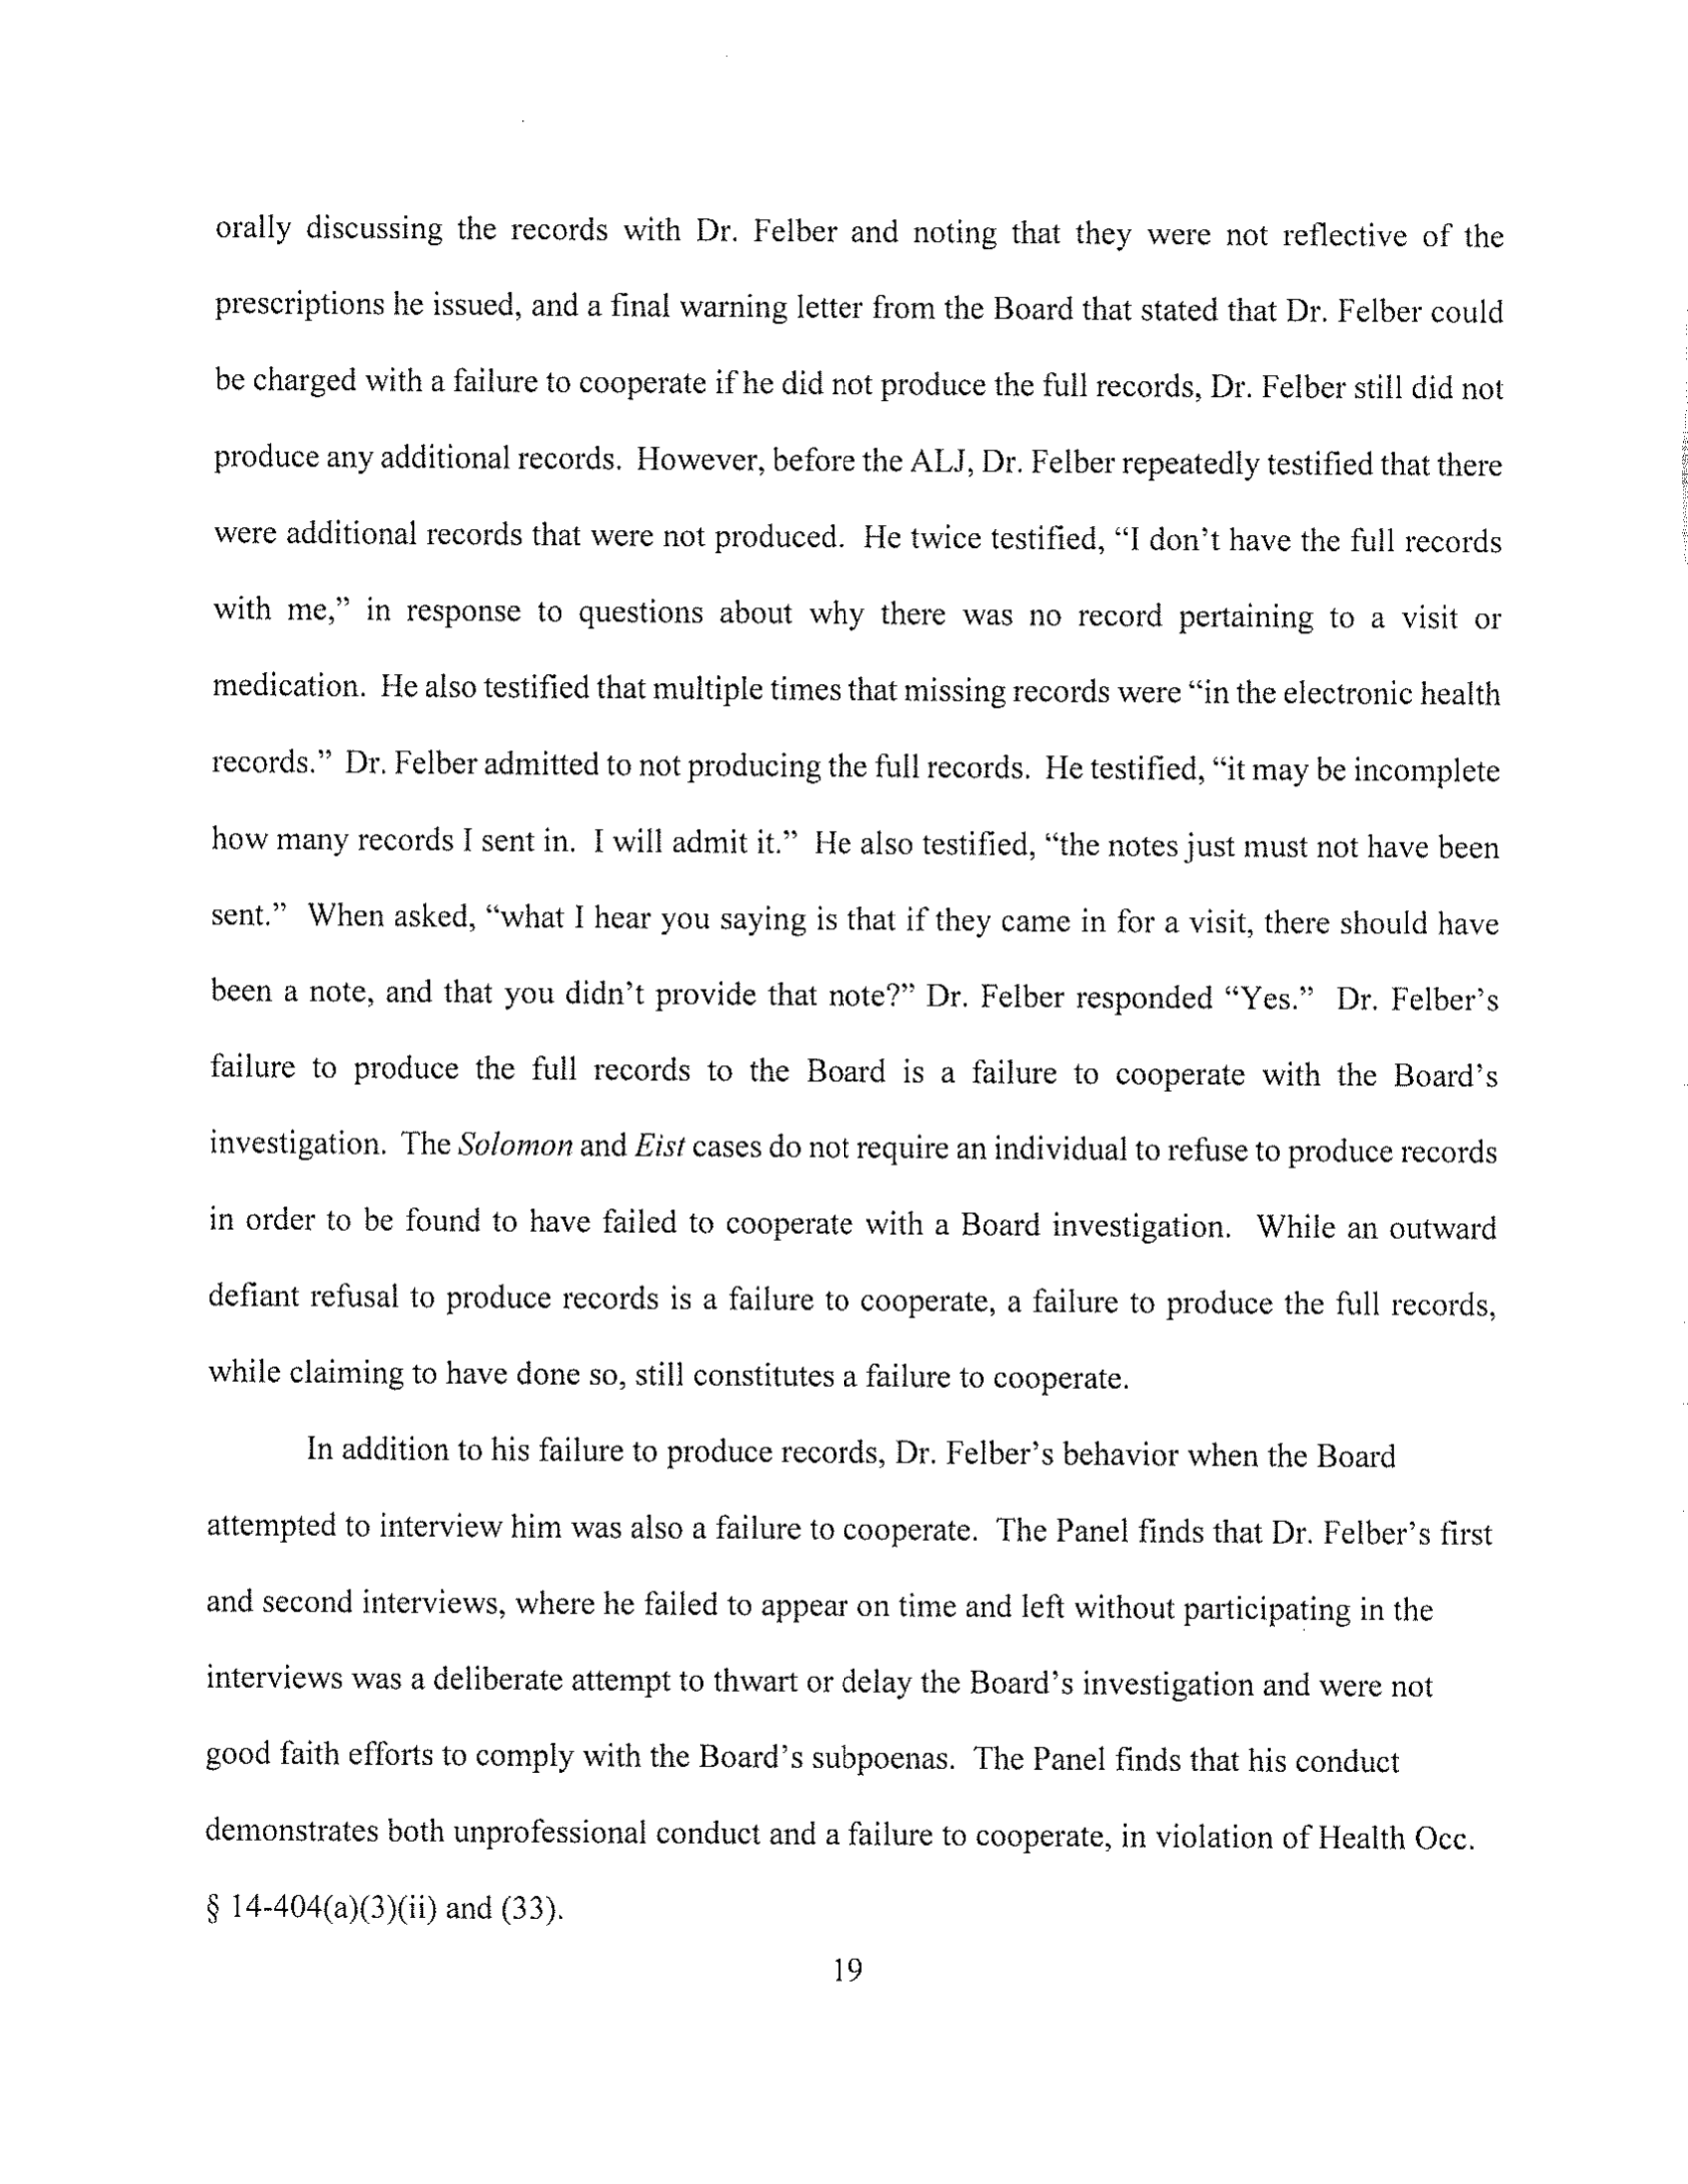 orally discussing the records with Dr. Felber and noting that they were not reflective of the
prescriptions he issued, and a final warning letter from the Board that stated that Dr. Felber could
be charged with a failure to cooperate if he did not produce the full records, Dr. Felber still did not
produce any additional records. However, before the ALJ, Dr. Felber repeatedly testified that there
were additional records that were not produced. He twice testified, “I don’t have the full records
with me,” in response to questions about why there was no record pertaining to a visit or
medication. He also testified that multiple times that missing records were “in the electronic health
records.” Dr. Felber admitted to not producing the full records. He testified, “it may be incomplete
how many records I sent in. I will admit it.” He also testified, “the notes just must not have been
sent.” When asked, “what I hear you saying is that if they came in for a visit, there should have
been a note, and that you didn’t provide that note?” Dr. Felber responded “Yes.” Dr. Felber’s
failure to produce the full records to the Board is a failure to cooperate with the Board’s
investigation. The Solomon and Eist cases do not require an individual to refuse to produce records
in order to be found to have failed to cooperate with a Board investigation. While an outward
defiant refusal to produce records is a failure to cooperate, a failure to produce the full records,
while claiming to have done so, still constitutes a failure to cooperate.
In addition to his failure to produce records, Dr. Felber’s behavior when the Board
attempted to interview him was also a failure to cooperate. The Panel finds that Dr. Felber’s first
and second interviews, where he failed to appear on time and left without participating in the
interviews was a deliberate attempt to thwart or delay the Board’s investigation and were not
good faith efforts to comply with the Board’s subpoenas. The Panel finds that his conduct
demonstrates both unprofessional conduct and a failure to cooperate, in violation of Health Occ.
§ 14-404(a)(3)(ii) and (33).
19